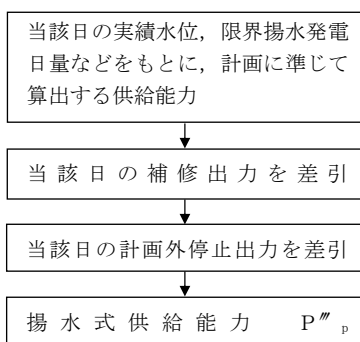 当該日の実績水位，限界揚水発電
日量などをもとに，計画に準じて
算出する供給能力
当該日の補修出力を差引
当該日の計画外停止出力を差引
揚水式供給能力　P‴p